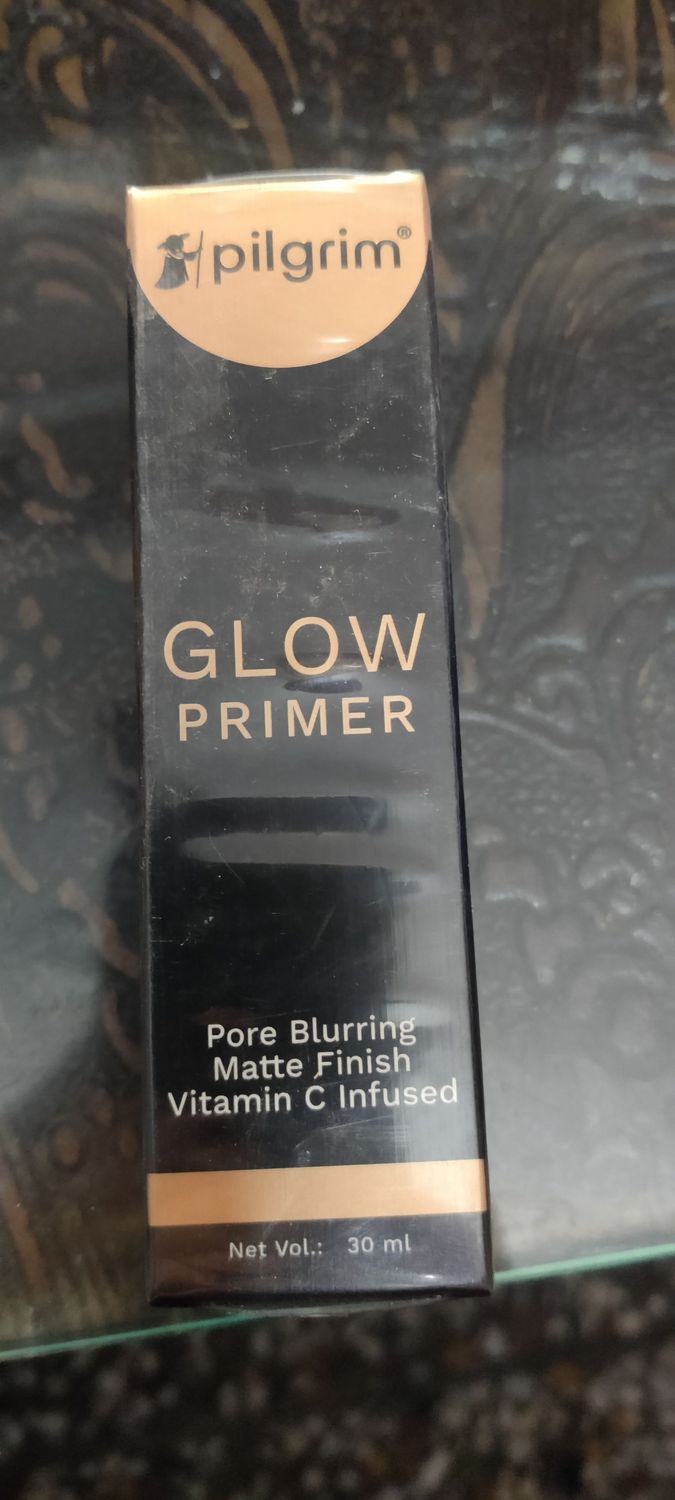 pilgrim®
GLOW
PRIMER
Pore Blurring
Matte Finish
Vitamin C Infused
Net Vol.: 30 ml